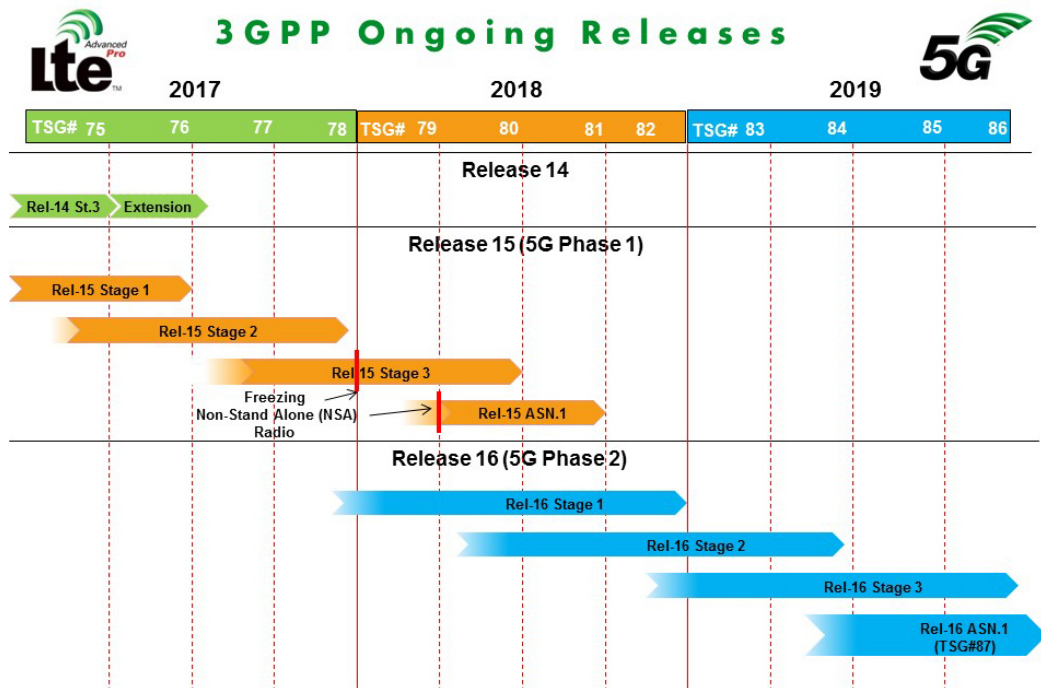 Lte Advanced
Pro
TM
3GPP Ongoing Releases
5G
2017 2018 2019
TSG# 75 76 77 78 TSG# 79 80 81 82 TSG# 83 84 85 86
Release 14
Rel-14 St.3 Extension
Release 15 (5G Phase 1)
Rel-15 Stage 1
Rel-15 Stage 2
Rel-15 Stage 3
Freezing
Non-Stand Alone (NSA)
Radio
Rel-15 ASN.1
Release 16 (5G Phase 2)
Rel-16 Stage 1
Rel-16 Stage 2
Rel-16 Stage 3
Rel-16 ASN.1
(TSG#87)